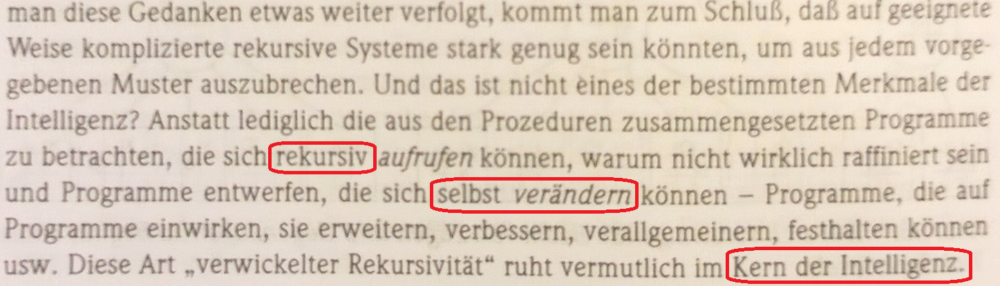 man diese Gedanken etwas weiter verfolgt, kommt man zum Schluß, daß auf geeignete
Weise komplizierte rekursive Systeme stark genug sein könnten, um aus jedem vorge-
gebenen Muster auszubrechen. Und das ist nicht eines der bestimmten Merkmale der
Intelligenz? Anstatt lediglich die aus den Prozeduren zusammengesetzten Programme
zu betrachten, die sich rekursiv aufrufen können, warum nicht wirklich raffiniert sein
und Programme entwerfen, die sich selbst verändern können – Programme, die auf
Programme einwirken, sie erweitern, verbessern, verallgemeinern, festhalten können
usw. Diese Art „verwickelter Rekursivität“ ruht vermutlich im Kern der Intelligenz.